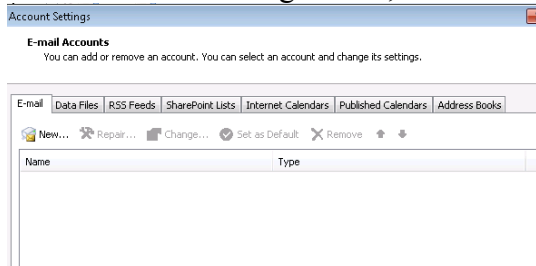 Account Settings
E-mail Accounts
You can add or remove an account. You can select an account and change its settings.
E-mail Data Files RSS Feeds SharePoint Lists Internet Calendars Published Calendars Address Books
New... Repair... Change... Set as Default Remove
Name Type